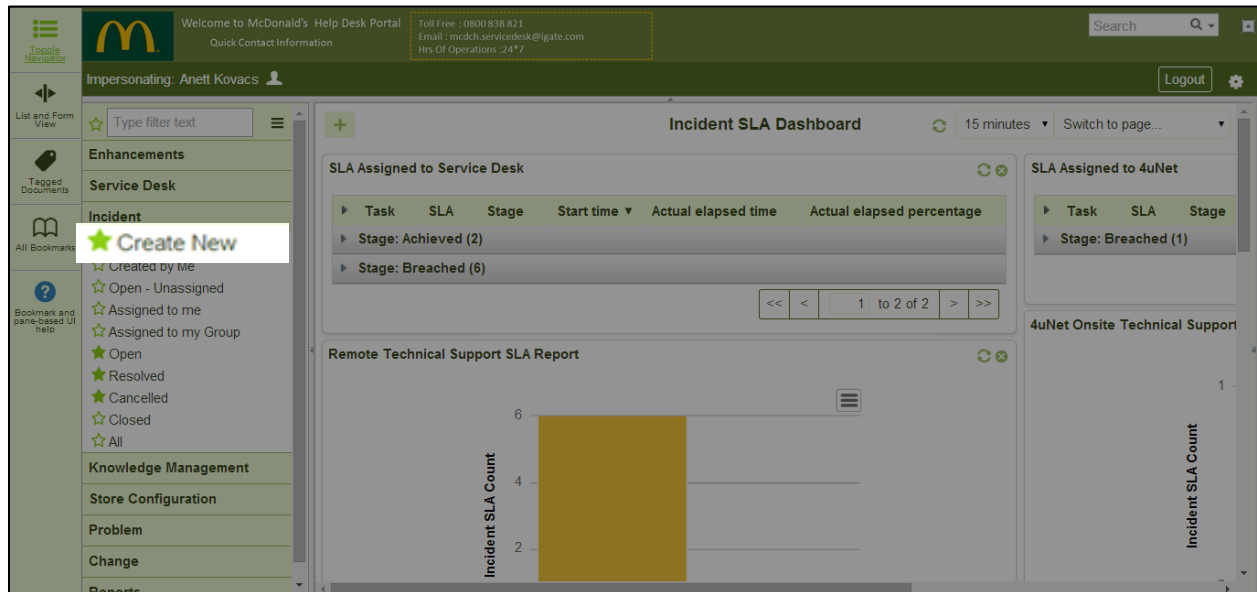 Toggle Navigator
Welcome to McDonald's Help Desk Portal
Quick Contact Information
Toll Free : 0800 838 821
Email : mcdch.servicedesk@igate.com
Hrs Of Operations :24*7
Search
Impersonating: Anett Kovacs
Logout
List and Form View
Tagged Documents
All Bookmarks
Bookmark and pane-based UI help
Type filter text
Enhancements
Service Desk
Incident
Create New
Created by Me
Open - Unassigned
Assigned to me
Assigned to my Group
Open
Resolved
Cancelled
Closed
All
Knowledge Management
Store Configuration
Problem
Change
Reports
+
Incident SLA Dashboard
15 minutes
Switch to page...
SLA Assigned to Service Desk
Task SLA Stage Start time Actual elapsed time Actual elapsed percentage
Stage: Achieved (2)
Stage: Breached (6)
<< < 1 to 2 of 2 > >>
SLA Assigned to 4uNet
Task SLA Stage
Stage: Breached (1)
Remote Technical Support SLA Report
6
4
2
Incident SLA Count
4uNet Onsite Technical Support
1
Incident SLA Count